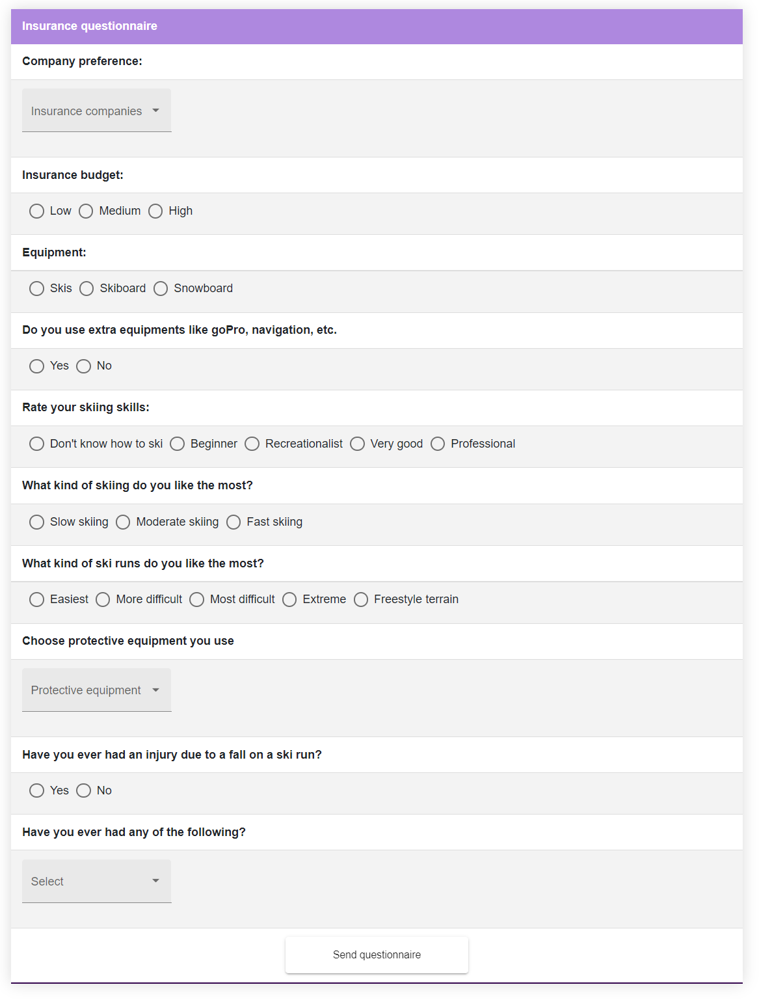 Insurance questionnaire
Company preference:
Insurance companies
Insurance budget:
Low Medium High
Equipment:
Skis Skiboard Snowboard
Do you use extra equipments like goPro, navigation, etc.
Yes No
Rate your skiing skills:
Don't know how to ski Beginner Recreationalist Very good Professional
What kind of skiing do you like the most?
Slow skiing Moderate skiing Fast skiing
What kind of ski runs do you like the most?
Easiest More difficult Most difficult Extreme Freestyle terrain
Choose protective equipment you use
Protective equipment
Have you ever had an injury due to a fall on a ski run?
Yes No
Have you ever had any of the following?
Select
Send questionnaire